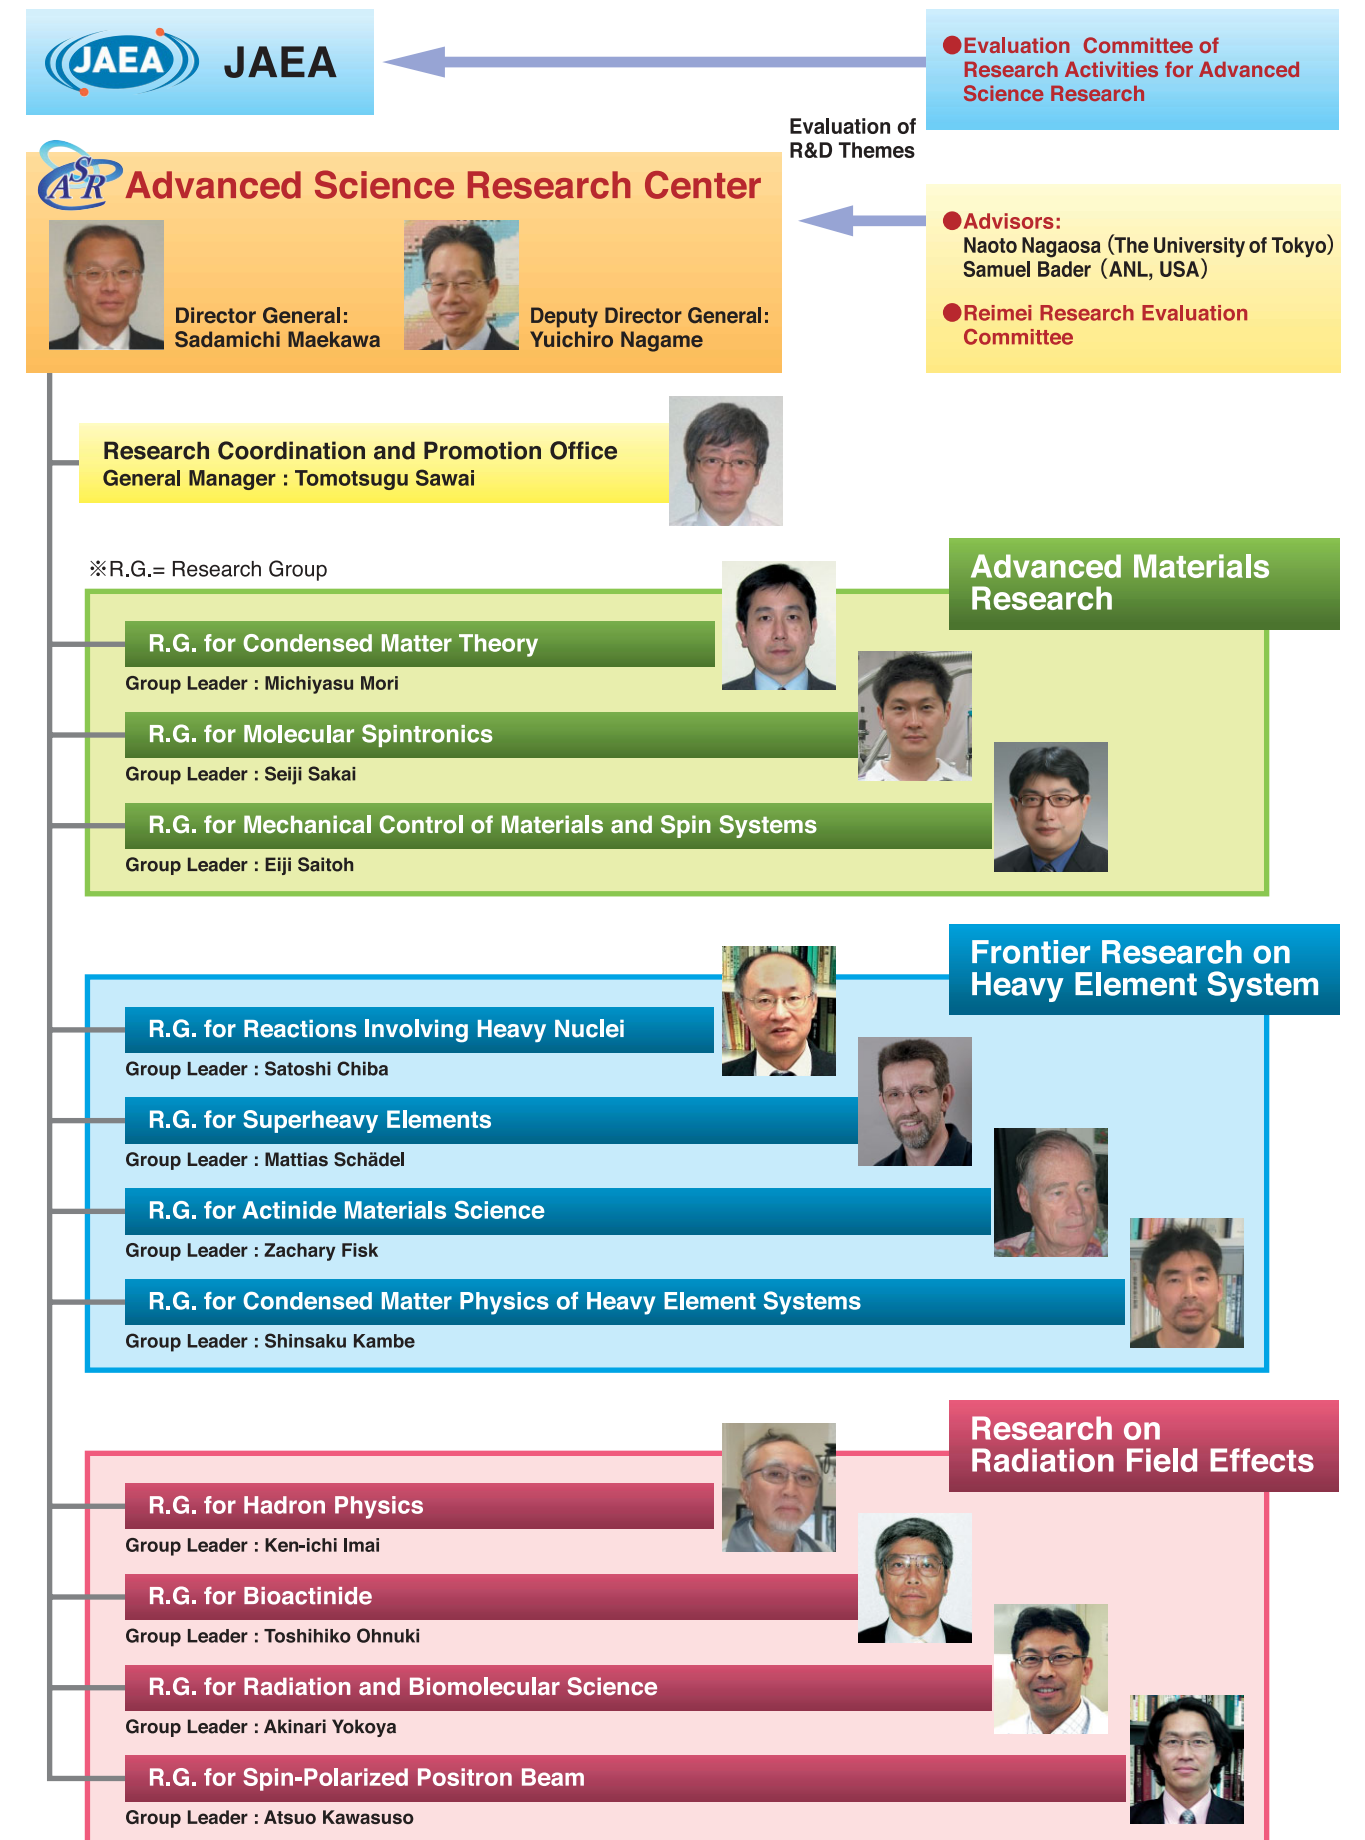 JAEA JAEA
●Evaluation Committee of
Research Activities for Advanced
Science Research
Evaluation of
R&D Themes
ASR Advanced Science Research Center
Director General:
Sadamichi Maekawa
Deputy Director General:
Yuichiro Nagame
●Advisors:
Naoto Nagaosa (The University of Tokyo)
Samuel Bader (ANL, USA)
●Reimei Research Evaluation
Committee
Research Coordination and Promotion Office
General Manager : Tomotsugu Sawai
※R.G.= Research Group
Advanced Materials
Research
R.G. for Condensed Matter Theory
Group Leader : Michiyasu Mori
R.G. for Molecular Spintronics
Group Leader : Seiji Sakai
R.G. for Mechanical Control of Materials and Spin Systems
Group Leader : Eiji Saitoh
Frontier Research on
Heavy Element System
R.G. for Reactions Involving Heavy Nuclei
Group Leader : Satoshi Chiba
R.G. for Superheavy Elements
Group Leader : Mattias Schädel
R.G. for Actinide Materials Science
Group Leader : Zachary Fisk
R.G. for Condensed Matter Physics of Heavy Element Systems
Group Leader : Shinsaku Kambe
Research on
Radiation Field Effects
R.G. for Hadron Physics
Group Leader : Ken-ichi Imai
R.G. for Bioactinide
Group Leader : Toshihiko Ohnuki
R.G. for Radiation and Biomolecular Science
Group Leader : Akinari Yokoya
R.G. for Spin-Polarized Positron Beam
Group Leader : Atsuo Kawasuso